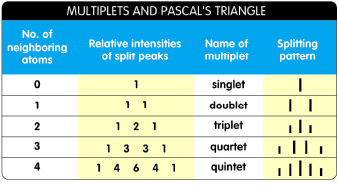 MULTIPLETS AND PASCAL'S TRIANGLE
No. of neighboring atoms Relative intensities of split peaks Name of multiplet Splitting pattern
0 1 singlet
1 1 1 doublet
2 1 2 1 triplet
3 1 3 3 1 quartet
4 1 4 6 4 1 quintet